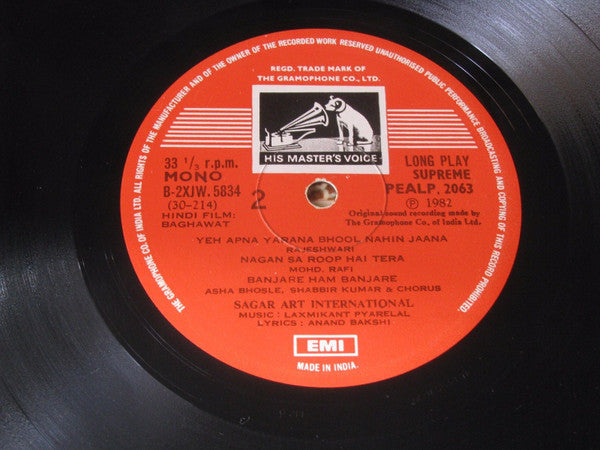 ALL RIGHTS OF THE MANUFACTURER AND OF THE OWNER OF THE RECORDED WORK RESERVED UNAUTHORISED PUBLIC PERFORMANCE BROADCASTING AND COPYING OF THIS RECORD PROHIBITED.
THE GRAMOPHONE CO. OF INDIA LTD.
REGD. TRADE MARK OF
THE GRAMOPHONE CO., LTD.
HIS MASTER'S VOICE
33 1/3 r.p.m.
MONO
B-2XJW.5834
(30-214)
HINDI FILM:
BAGHAWAT
2
LONG PLAY
SUPREME
PEALP. 2063
Ⓟ 1982
Original sound recording made by
The Gramophone Co. of India Ltd.
YEH APNA YARANA BHOOL NAHIN JAANA
RAJESHWARI
NAGAN SA ROOP HAI TERA
MOHD. RAFI
BANJARE HAM BANJARE
ASHA BHOSLE, SHABBIR KUMAR & CHORUS
SAGAR ART INTERNATIONAL
MUSIC : LAXMIKANT PYARELAL
LYRICS : ANAND BAKSHI
EMI
MADE IN INDIA.